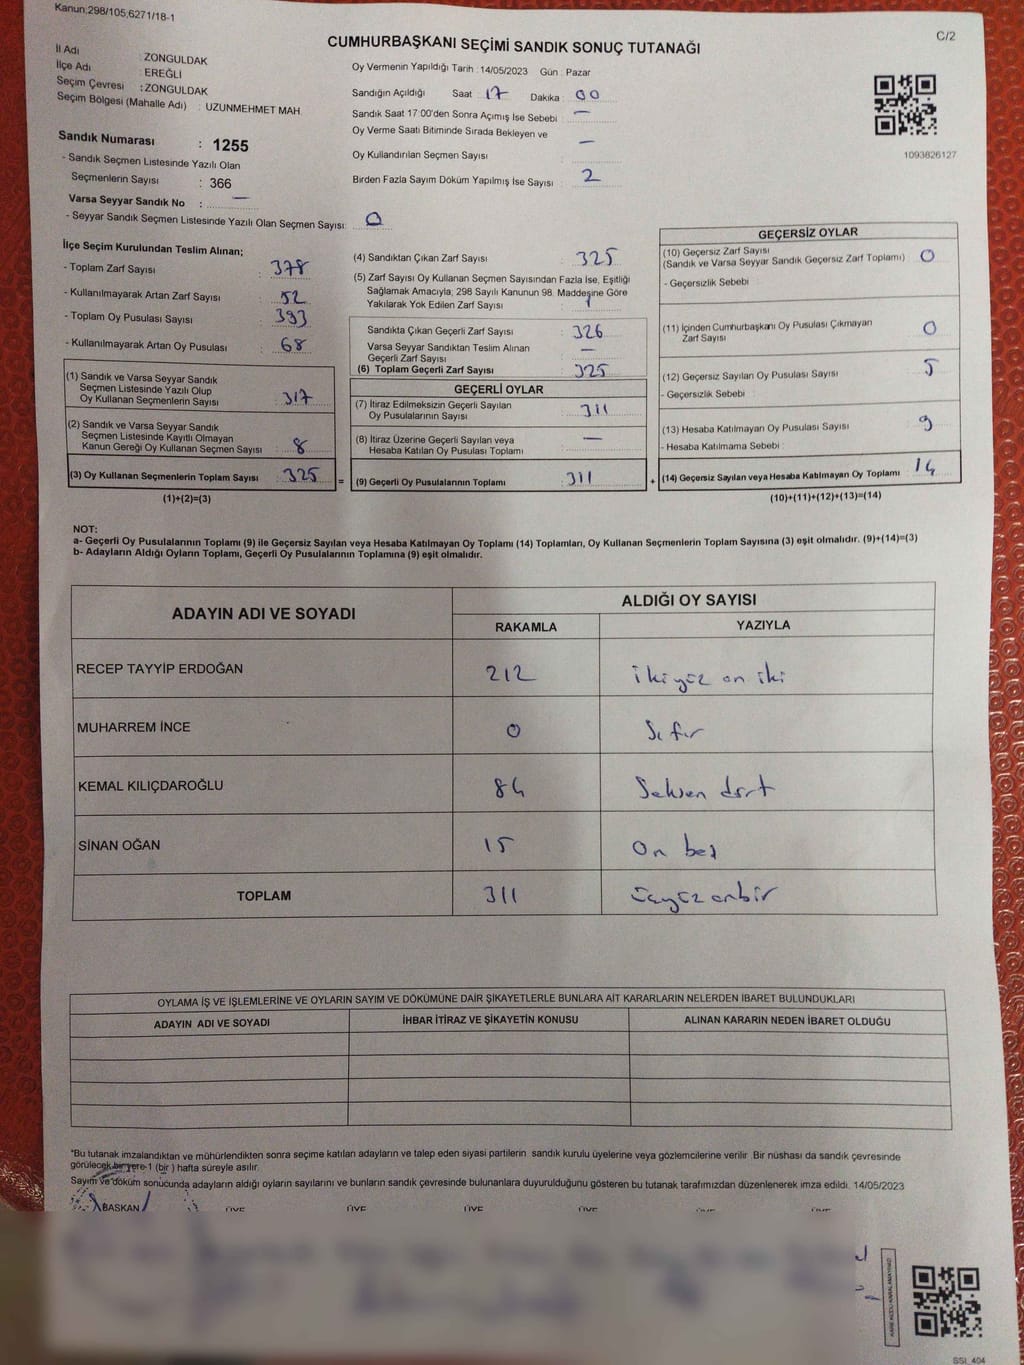 Kanun;298/105;6271/18-1
C/2
CUMHURBAŞKANI SEÇİMİ SANDIK SONUÇ TUTANAĞI
İl Adı : ZONGULDAK
İlçe Adı : EREĞLİ
Seçim Çevresi : ZONGULDAK
Seçim Bölgesi (Mahalle Adı) : UZUNMEHMET MAH.
Sandık Numarası : 1255
- Sandık Seçmen Listesinde Yazılı Olan
Seçmenlerin Sayısı : 366
Varsa Seyyar Sandık No : —
- Seyyar Sandık Seçmen Listesinde Yazılı Olan Seçmen Sayısı: 0
Oy Vermenin Yapıldığı Tarih : 14/05/2023 Gün : Pazar
Sandığın Açıldığı Saat 17 Dakika : 00
Sandık Saat 17:00'den Sonra Açımış İse Sebebi : —
Oy Verme Saati Bitiminde Sırada Bekleyen ve
Oy Kullandırılan Seçmen Sayısı : —
Birden Fazla Sayım Döküm Yapılmış İse Sayısı : 2
1093826127
İlçe Seçim Kurulundan Teslim Alınan;
- Toplam Zarf Sayısı : 378
- Kullanılmayarak Artan Zarf Sayısı : 52
- Toplam Oy Pusulası Sayısı : 393
- Kullanılmayarak Artan Oy Pusulası : 68
(1) Sandık ve Varsa Seyyar Sandık
Seçmen Listesinde Yazılı Olup
Oy Kullanan Seçmenlerin Sayısı : 317
(2) Sandık ve Varsa Seyyar Sandık
Seçmen Listesinde Kayıtlı Olmayan
Kanun Gereği Oy Kullanan Seçmen Sayısı : 8
(3) Oy Kullanan Seçmenlerin Toplam Sayısı : 325
(1)+(2)=(3)
(4) Sandıktan Çıkan Zarf Sayısı : 325
(5) Zarf Sayısı Oy Kullanan Seçmen Sayısından Fazla İse, Eşitliği
Sağlamak Amacıyla; 298 Sayılı Kanunun 98. Maddesine Göre
Yakılarak Yok Edilen Zarf Sayısı : 1
Sandıkta Çıkan Geçerli Zarf Sayısı : 326
Varsa Seyyar Sandıktan Teslim Alınan
Geçerli Zarf Sayısı : —
(6) Toplam Geçerli Zarf Sayısı : 325
GEÇERLİ OYLAR
(7) İtiraz Edilmeksizin Geçerli Sayılan
Oy Pusulalarının Sayısı : 311
(8) İtiraz Üzerine Geçerli Sayılan veya
Hesaba Katılan Oy Pusulası Toplamı : —
= (9) Geçerli Oy Pusulalarının Toplamı : 311
GEÇERSİZ OYLAR
(10) Geçersiz Zarf Sayısı
(Sandık ve Varsa Seyyar Sandık Geçersiz Zarf Toplamı) : 0
- Geçersizlik Sebebi :
(11) İçinden Cumhurbaşkanı Oy Pusulası Çıkmayan
Zarf Sayısı : 0
(12) Geçersiz Sayılan Oy Pusulası Sayısı : 5
- Geçersizlik Sebebi :
(13) Hesaba Katılmayan Oy Pusulası Sayısı : 9
- Hesaba Katılmama Sebebi :
+ (14) Geçersiz Sayılan veya Hesaba Katılmayan Oy Toplamı : 14
(10)+(11)+(12)+(13)=(14)
NOT:
a- Geçerli Oy Pusulalarının Toplamı (9) ile Geçersiz Sayılan veya Hesaba Katılmayan Oy Toplamı (14) Toplamları, Oy Kullanan Seçmenlerin Toplam Sayısına (3) eşit olmalıdır. (9)+(14)=(3)
b- Adayların Aldığı Oyların Toplamı, Geçerli Oy Pusulalarının Toplamına (9) eşit olmalıdır.
ADAYIN ADI VE SOYADI ALDIĞI OY SAYISI
RAKAMLA YAZIYLA
RECEP TAYYİP ERDOĞAN 212 ikiyüz on iki
MUHARREM İNCE 0 Sıfır
KEMAL KILIÇDAROĞLU 84 Seksen dört
SİNAN OĞAN 15 On beş
TOPLAM 311 üçyüz onbir
OYLAMA İŞ VE İŞLEMLERİNE VE OYLARIN SAYIM VE DÖKÜMÜNE DAİR ŞİKAYETLERLE BUNLARA AİT KARARLARIN NELERDEN İBARET BULUNDUKLARI
ADAYIN ADI VE SOYADI İHBAR İTİRAZ VE ŞİKAYETİN KONUSU ALINAN KARARIN NEDEN İBARET OLDUĞU
*Bu tutanak imzalandıktan ve mühürlendikten sonra seçime katılan adayların ve talep eden siyasi partilerin sandık kurulu üyelerine veya gözlemcilerine verilir. Bir nüshası da sandık çevresinde
görülecek bir yere 1 (bir) hafta süreyle asılır.
Sayım ve döküm sonucunda adayların aldığı oyların sayılarını ve bunların sandık çevresinde bulunanlara duyurulduğunu gösteren bu tutanak tarafımızdan düzenlenerek imza edildi. 14/05/2023
BAŞKAN ÜYE ÜYE ÜYE ÜYE ÜYE ÜYE
KARE KODU KARALAMAYINIZ!
SSI_404